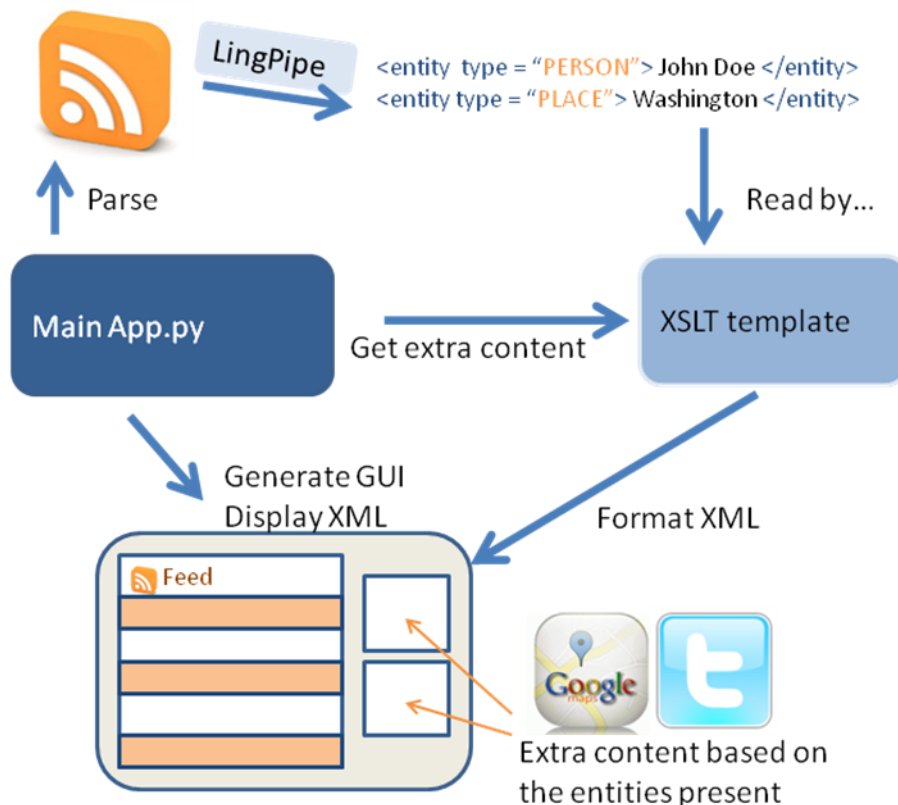 LingPipe
<entity type = “PERSON”> John Doe </entity>
<entity type = “PLACE”> Washington </entity>
Parse
Read by...
Main App.py
XSLT template
Get extra content
Generate GUI
Display XML
Format XML
Feed
Google
maps
Extra content based on
the entities present